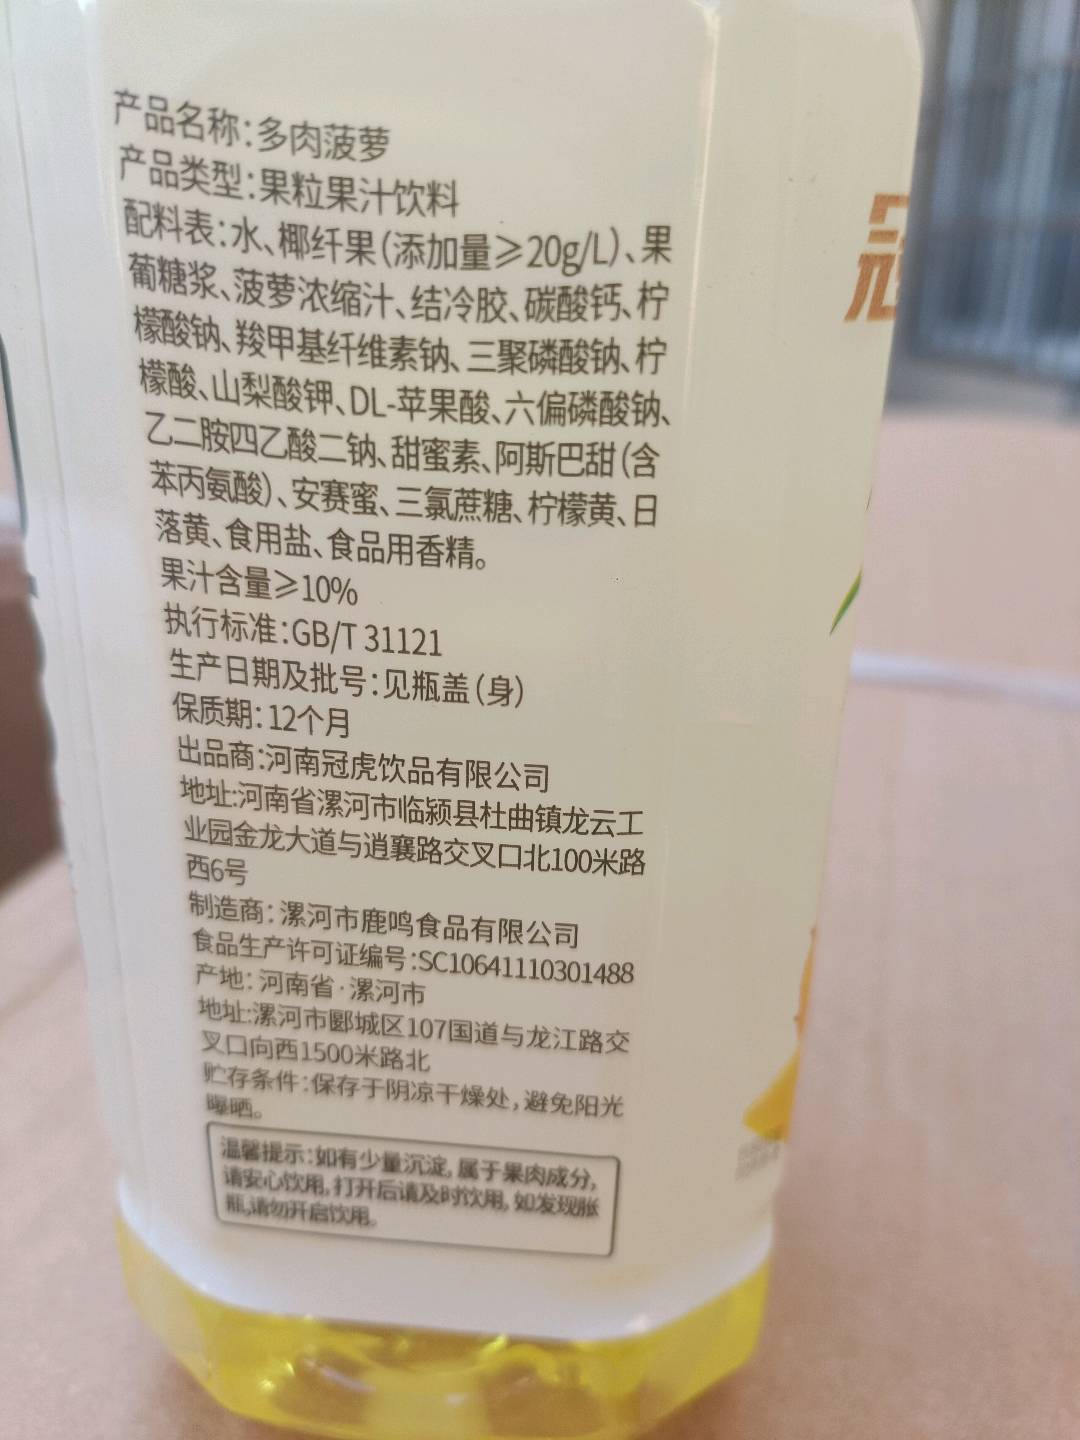 产品名称：多肉菠萝
产品类型：果粒果汁饮料
配料表：水、椰纤果（添加量≥20g/L）、果
葡糖浆、菠萝浓缩汁、结冷胶、碳酸钙、柠
檬酸钠、羧甲基纤维素钠、三聚磷酸钠、柠
檬酸、山梨酸钾、DL-苹果酸、六偏磷酸钠、
乙二胺四乙酸二钠、甜蜜素、阿斯巴甜（含
苯丙氨酸）、安赛蜜、三氯蔗糖、柠檬黄、日
落黄、食用盐、食品用香精。
果汁含量≥10%
执行标准：GB/T 31121
生产日期及批号：见瓶盖（身）
保质期：12个月
出品商：河南冠虎饮品有限公司
地址:河南省漯河市临颍县杜曲镇龙云工
业园金龙大道与逍襄路交叉口北100米路
西6号
制造商：漯河市鹿鸣食品有限公司
食品生产许可证编号：SC10641110301488
产地：河南省·漯河市
地址:漯河市郾城区107国道与龙江路交
叉口向西1500米路北
贮存条件：保存于阴凉干燥处，避免阳光
曝晒。
温馨提示：如有少量沉淀，属于果肉成分，
请安心饮用，打开后请及时饮用，如发现胀
瓶,请勿开启饮用。
冠